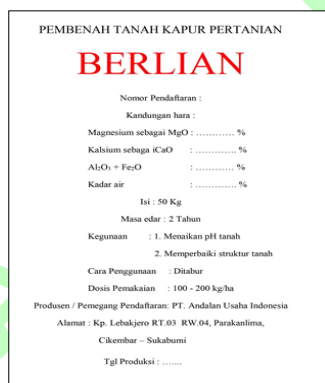 PEMBENAH TANAH KAPUR PERTANIAN
BERLIAN
Nomor Pendaftaran :
Kandungan hara :
Magnesium sebagai MgO : ………… %
Kalsium sebaga iCaO : …………. %
Al₂O₃ + Fe₂O : ………… %
Kadar air : ………… %
Isi : 50 Kg
Masa edar : 2 Tahun
Kegunaan : 1. Menaikan pH tanah
2. Memperbaiki struktur tanah
Cara Penggunaan : Ditabur
Dosis Pemakaian : 100 - 200 kg/ha
Produsen / Pemegang Pendaftaran: PT. Andalan Usaha Indonesia
Alamat : Kp. Lebakjero RT.03 RW.04, Parakanlima,
Cikembar – Sukabumi
Tgl Produksi : …....